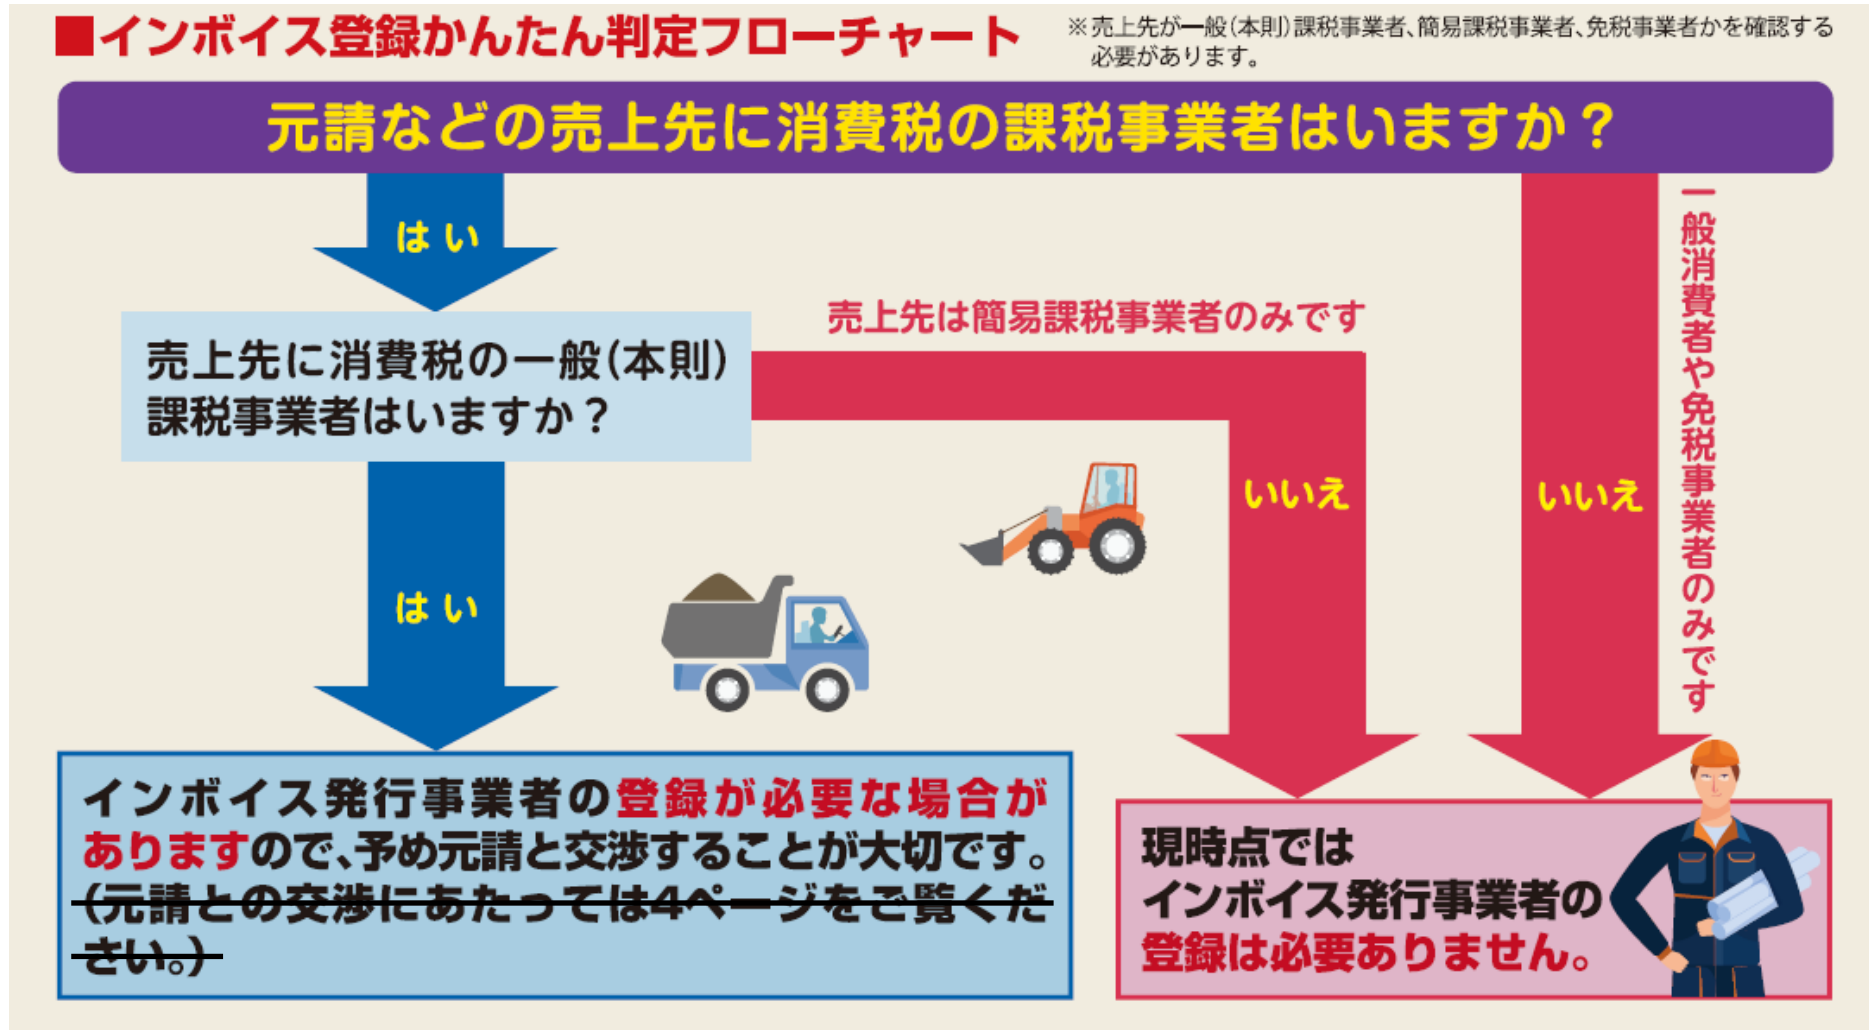 ■インボイス登録かんたん判定フローチャート
※売上先が一般(本則)課税事業者、簡易課税事業者、免税事業者かを確認する
必要があります。
元請などの売上先に消費税の課税事業者はいますか？
はい
売上先に消費税の一般(本則)
課税事業者はいますか？
売上先は簡易課税事業者のみです
いいえ
いいえ
一般消費者や免税事業者のみです
はい
インボイス発行事業者の登録が必要な場合が
ありますので、予め元請と交渉することが大切です。
(元請との交渉にあたっては4ページをご覧くだ
さい。)
現時点では
インボイス発行事業者の
登録は必要ありません。